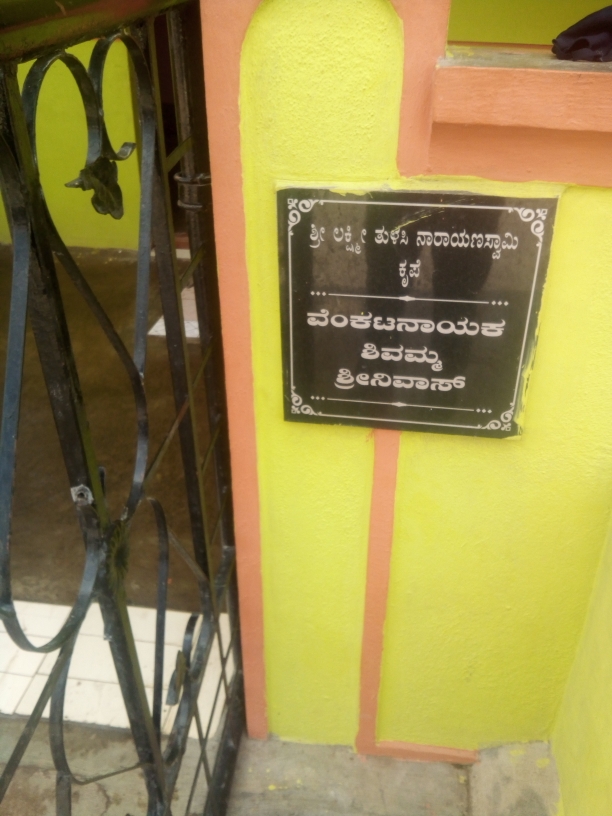 ಶ್ರೀ ಲಕ್ಷ್ಮೀ ತುಳಸಿ ನಾರಾಯಣಸ್ವಾಮಿ
ಕೃಪೆ
ವೆಂಕಟನಾಯಕ
ಶಿವಮ್ಮ
ಶ್ರೀನಿವಾಸ್